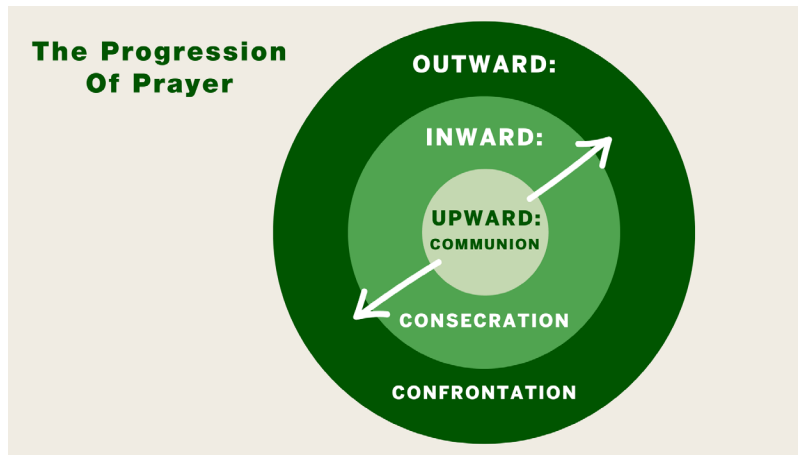 The Progression
Of Prayer
OUTWARD:
INWARD:
UPWARD:
COMMUNION
CONSECRATION
CONFRONTATION